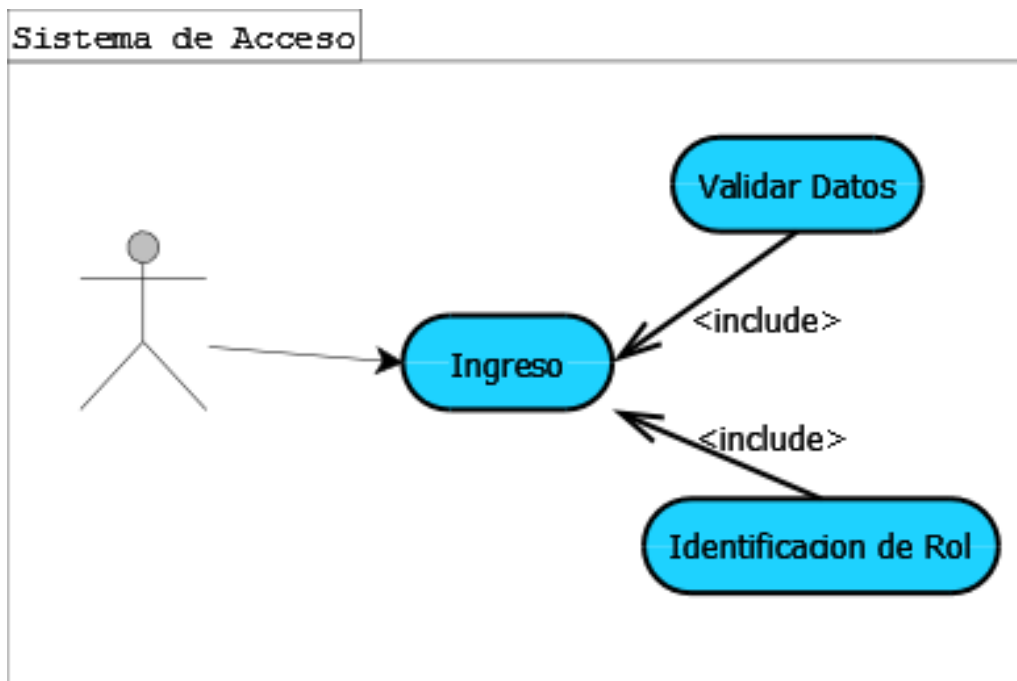 Sistema de Acceso
Validar Datos
<include>
Ingreso
<include>
Identificacion de Rol